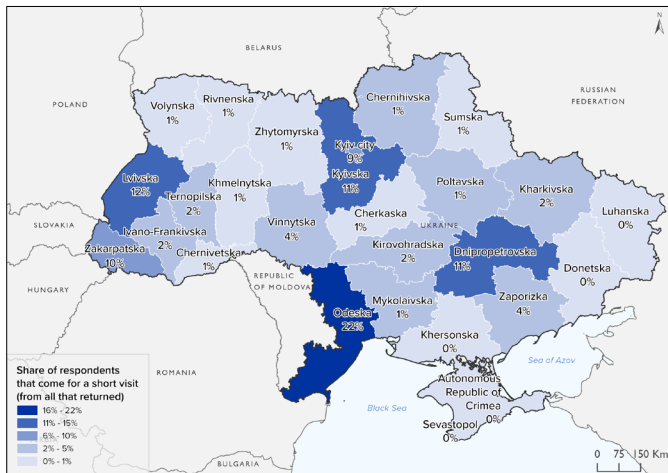 N
BELARUS
POLAND
RUSSIAN
FEDERATION
Volynska
1%
Rivnenska
1%
Zhytomyrska
1%
Chernihivska
1%
Sumska
1%
Kyiv city
9%
Kyivska
11%
Lvivska
12%
Ternopilska
2%
Khmelnytska
1%
Vinnytska
4%
Cherkaska
1%
Poltavska
1%
Kharkivska
2%
Luhanska
0%
SLOVAKIA
Ivano-Frankivska
2%
Zakarpatska
10%
Chernivetska
1%
UKRAINE
Kirovohradska
2%
Dnipropetrovska
11%
Donetska
0%
HUNGARY
REPUBLIC
OF MOLDOVA
Odeska
22%
Mykolaivska
1%
Zaporizka
4%
Khersonska
0%
ROMANIA
Sea of Azov
Black Sea
Autonomous
Republic of
Crimea
0%
Sevastopol
0%
BULGARIA
Share of respondents
that come for a short visit
(from all that returned)
16% - 22%
11% - 15%
6% - 10%
2% - 5%
0% - 1%
0 75 150 Km